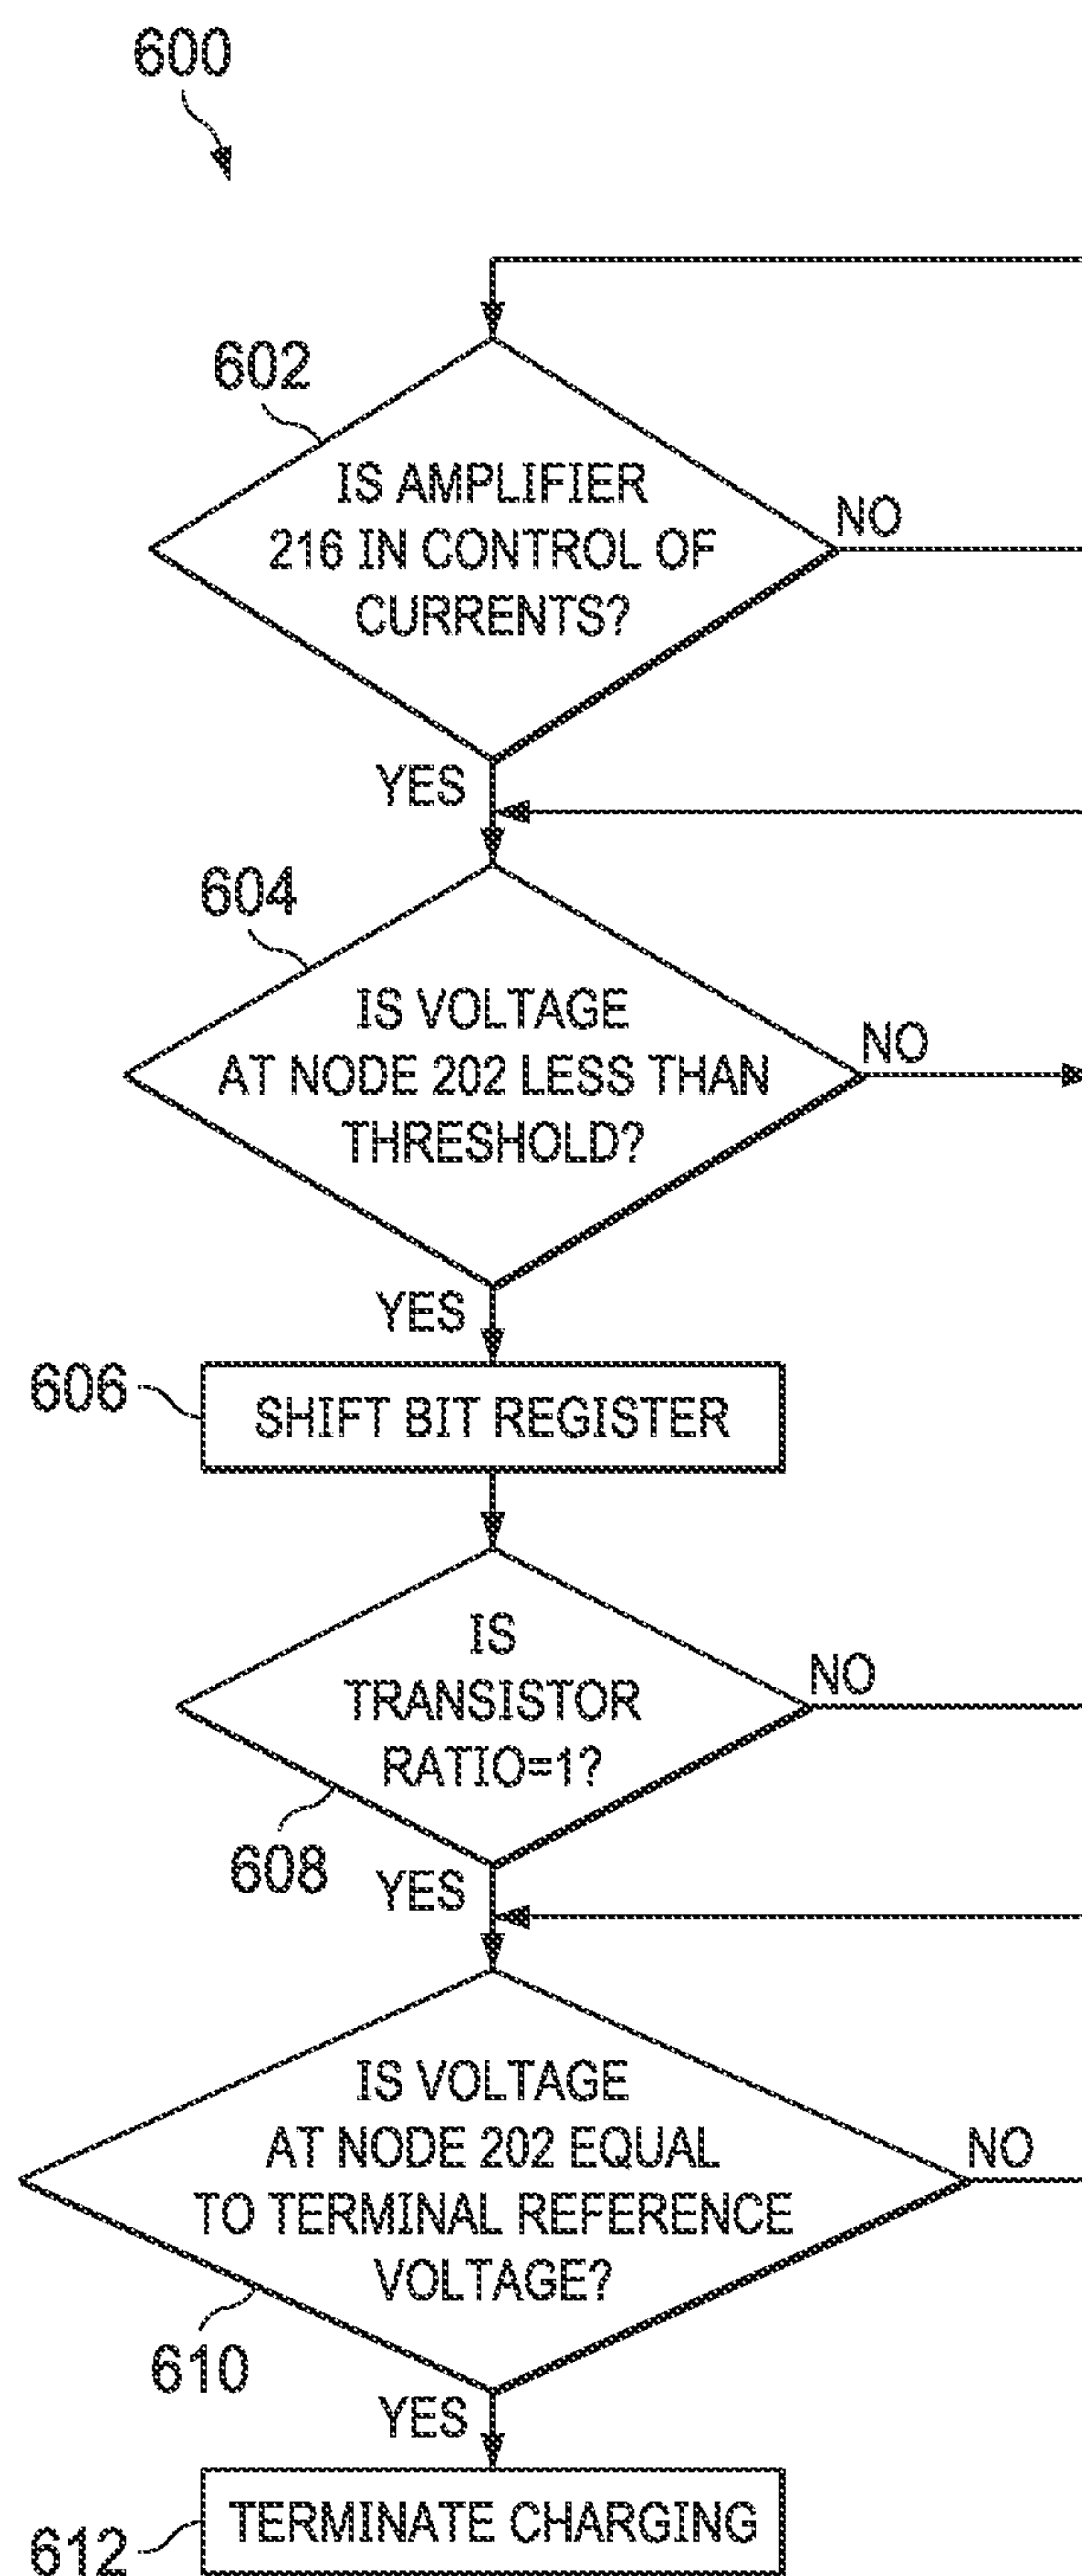 600
602
IS AMPLIFIER
216 IN CONTROL OF
CURRENTS?
NO
YES
604
IS VOLTAGE
AT NODE 202 LESS THAN
THRESHOLD?
NO
YES
606
SHIFT BIT REGISTER
IS
TRANSISTOR
RATIO=1?
NO
608
YES
IS VOLTAGE
AT NODE 202 EQUAL
TO TERMINAL REFERENCE
VOLTAGE?
NO
610
YES
TERMINATE CHARGING
612